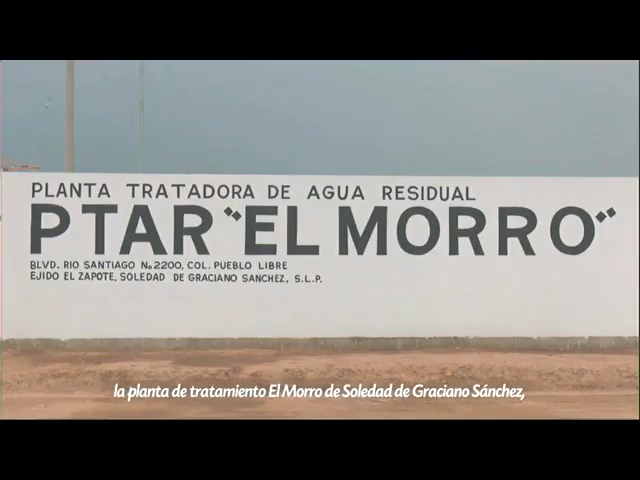 PLANTA TRATADORA DE AGUA RESIDUAL
PTAR "EL MORRO"
BLVD. RIO SANTIAGO No 2200, COL. PUEBLO LIBRE
EJIDO EL ZAPOTE, SOLEDAD DE GRACIANO SANCHEZ, S.L.P.
la planta de tratamiento El Morro de Soledad de Graciano Sánchez,